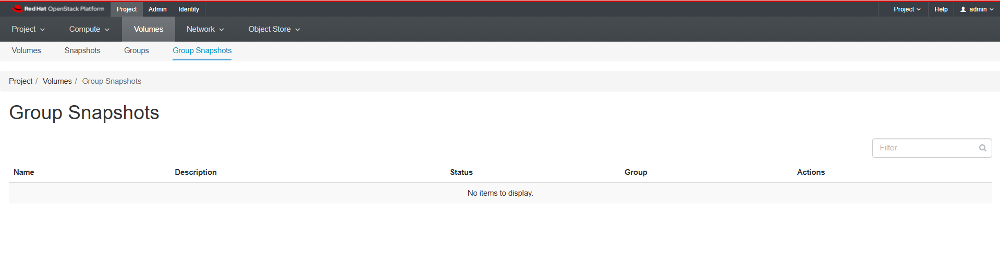 Red Hat OpenStack Platform Project Admin Identity Project Help admin
Project Compute Volumes Network Object Store
Volumes Snapshots Groups Group Snapshots
Project / Volumes / Group Snapshots
Group Snapshots
Filter
Name Description Status Group Actions
No items to display.